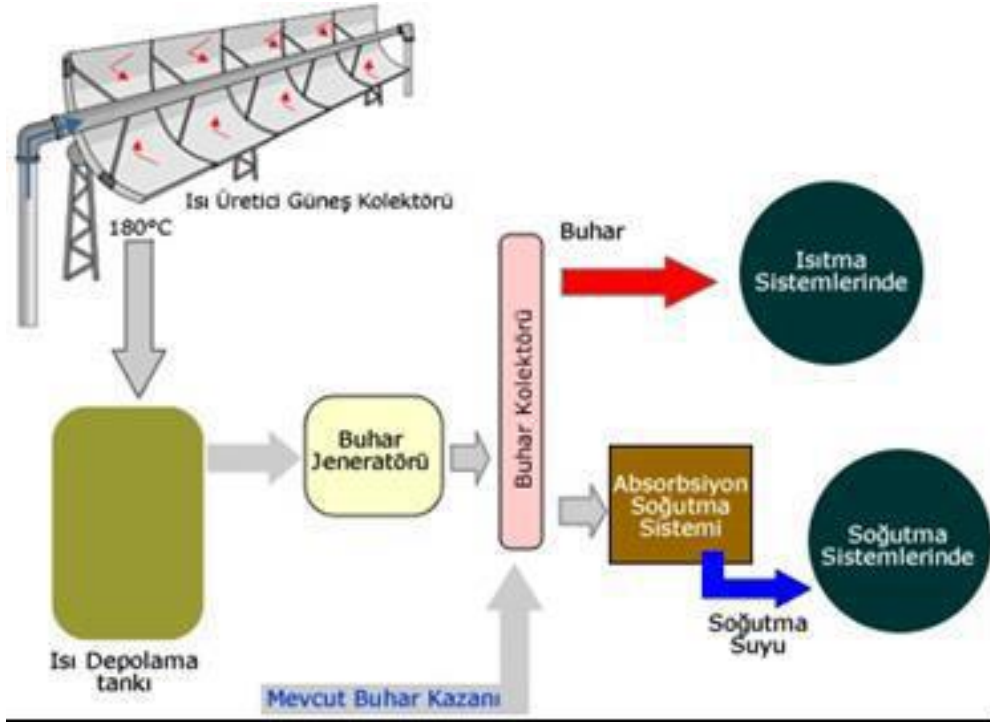 Isı Üretici Güneş Kolektörü
180°C
Buhar
Isıtma
Sistemlerinde
Buhar Kolektörü
Buhar
Jeneratörü
Absorbsiyon
Soğutma
Sistemi
Soğutma
Sistemlerinde
Soğutma
Suyu
Isı Depolama
tankı
Mevcut Buhar Kazanı